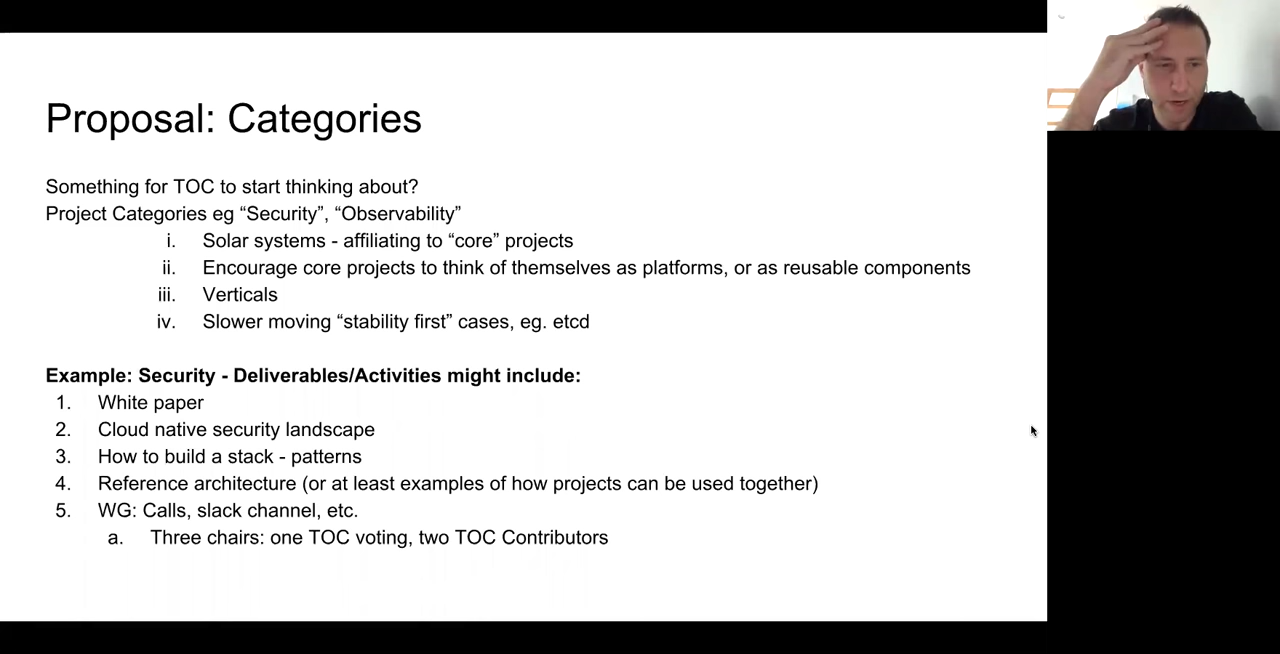 Proposal: Categories
Something for TOC to start thinking about?
Project Categories eg “Security”, “Observability”
i. Solar systems - affiliating to “core” projects
ii. Encourage core projects to think of themselves as platforms, or as reusable components
iii. Verticals
iv. Slower moving “stability first” cases, eg. etcd
Example: Security - Deliverables/Activities might include:
1. White paper
2. Cloud native security landscape
3. How to build a stack - patterns
4. Reference architecture (or at least examples of how projects can be used together)
5. WG: Calls, slack channel, etc.
a. Three chairs: one TOC voting, two TOC Contributors